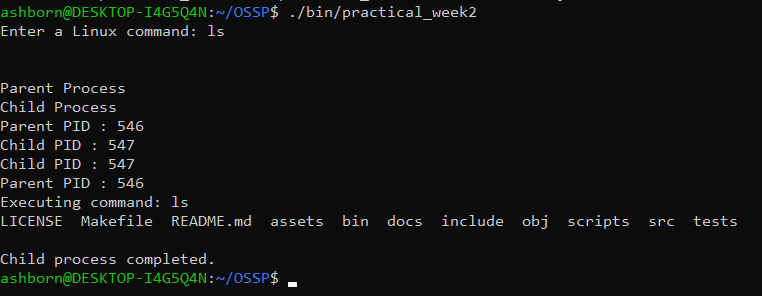 ashborn@DESKTOP-I4G5Q4N:~/OSSP$ ./bin/practical_week2
Enter a Linux command: ls
Parent Process
Child Process
Parent PID : 546
Child PID : 547
Child PID : 547
Parent PID : 546
Executing command: ls
LICENSE  Makefile  README.md  assets  bin  docs  include  obj  scripts  src  tests
Child process completed.
ashborn@DESKTOP-I4G5Q4N:~/OSSP$